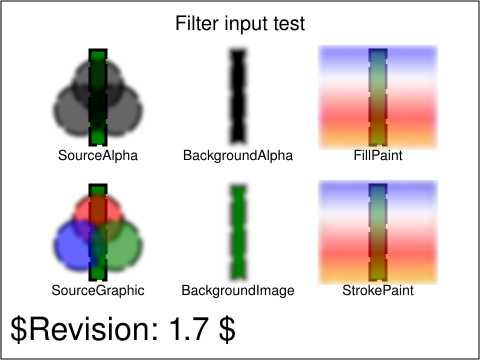 Filter input test
SourceAlpha BackgroundAlpha FillPaint
SourceGraphic BackgroundImage StrokePaint
$Revision: 1.7 $